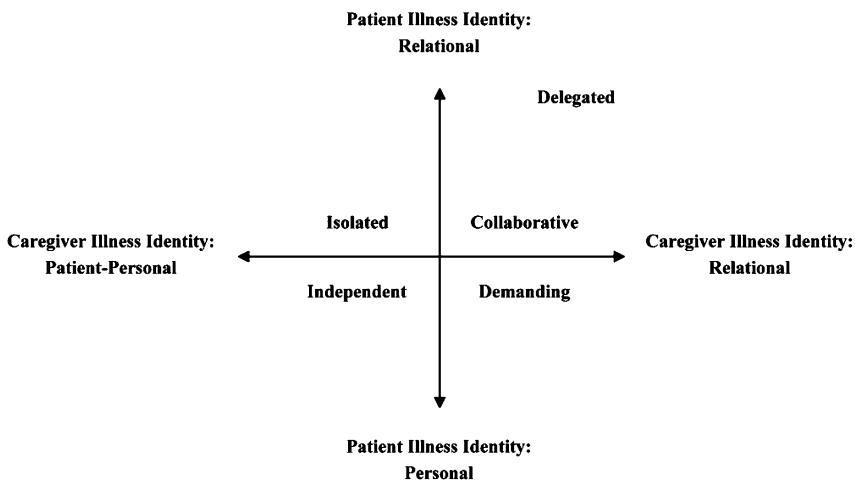 Patient Illness Identity:
Relational
Delegated
Isolated
Collaborative
Caregiver Illness Identity:
Patient-Personal
Caregiver Illness Identity:
Relational
Independent
Demanding
Patient Illness Identity:
Personal